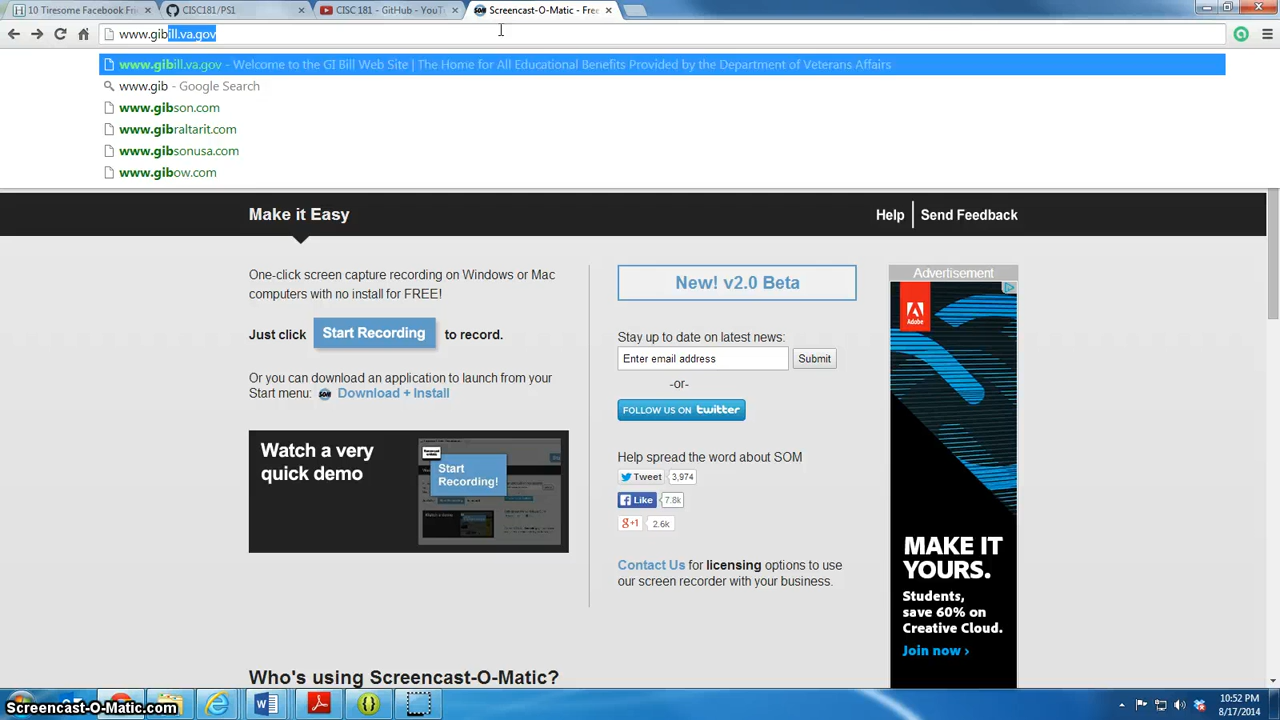 10 Tiresome Facebook Fri
CISC181/PS1
CISC 181 - GitHub - YouT
Screencast-O-Matic - Free
www.gibill.va.gov
www.gibill.va.gov - Welcome to the GI Bill Web Site | The Home for All Educational Benefits Provided by the Department of Veterans Affairs
www.gib - Google Search
www.gibson.com
www.gibraltarit.com
www.gibsonusa.com
www.gibow.com
Make it Easy
Help
Send Feedback
One-click screen capture recording on Windows or Mac
computers with no install for FREE!
Just click Start Recording to record.
Or you can download an application to launch from your
Start menu: SOM Download + Install
Watch a very
quick demo
Start
Recording!
New! v2.0 Beta
Stay up to date on latest news:
Enter email address
Submit
-or-
FOLLOW US ON twitter
Help spread the word about SOM
Tweet 3,974
Like 7.8k
g+1 2.6k
Contact Us for licensing options to use
our screen recorder with your business.
Advertisement
Adobe
MAKE IT
YOURS.
Students,
save 60% on
Creative Cloud.
Join now ›
Who's using Screencast-O-Matic?
Screencast-O-Matic.com
10:52 PM
8/17/2014